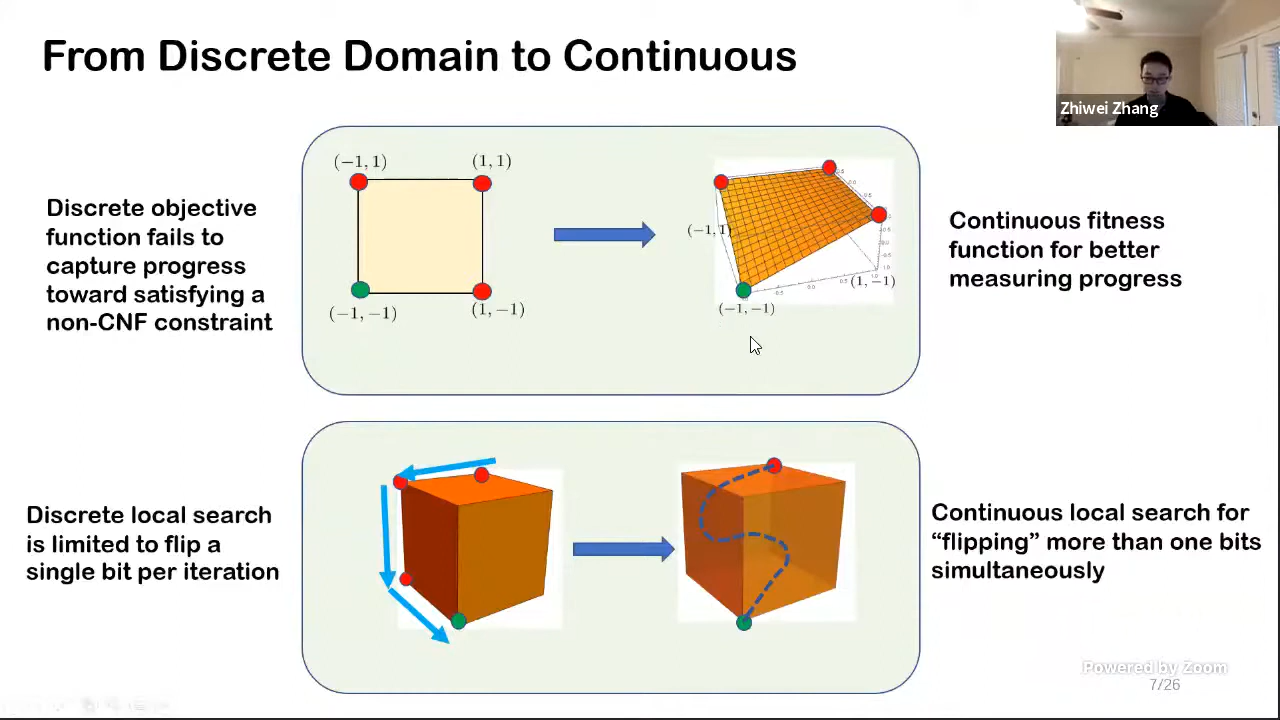 From Discrete Domain to Continuous
Zhiwei Zhang
Discrete objective
function fails to
capture progress
toward satisfying a
non-CNF constraint
(−1, 1)
(1, 1)
(−1, −1)
(1, −1)
(−1, 1)
(1, −1)
(−1, −1)
Continuous fitness
function for better
measuring progress
Discrete local search
is limited to flip a
single bit per iteration
Continuous local search for
“flipping” more than one bits
simultaneously
Powered by Zoom
7/26